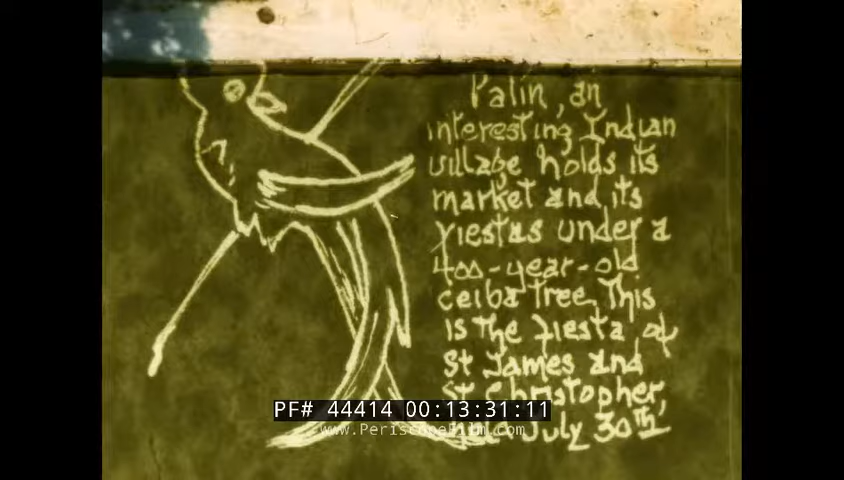 Palin, an
interesting Indian
village holds its
market and its
fiestas under a
400-year-old
ceiba tree. This
is the fiesta of
St James and
St Christopher,
July 30th
PF# 44414 00:13:31:11
www.PeriscopeFilm.com